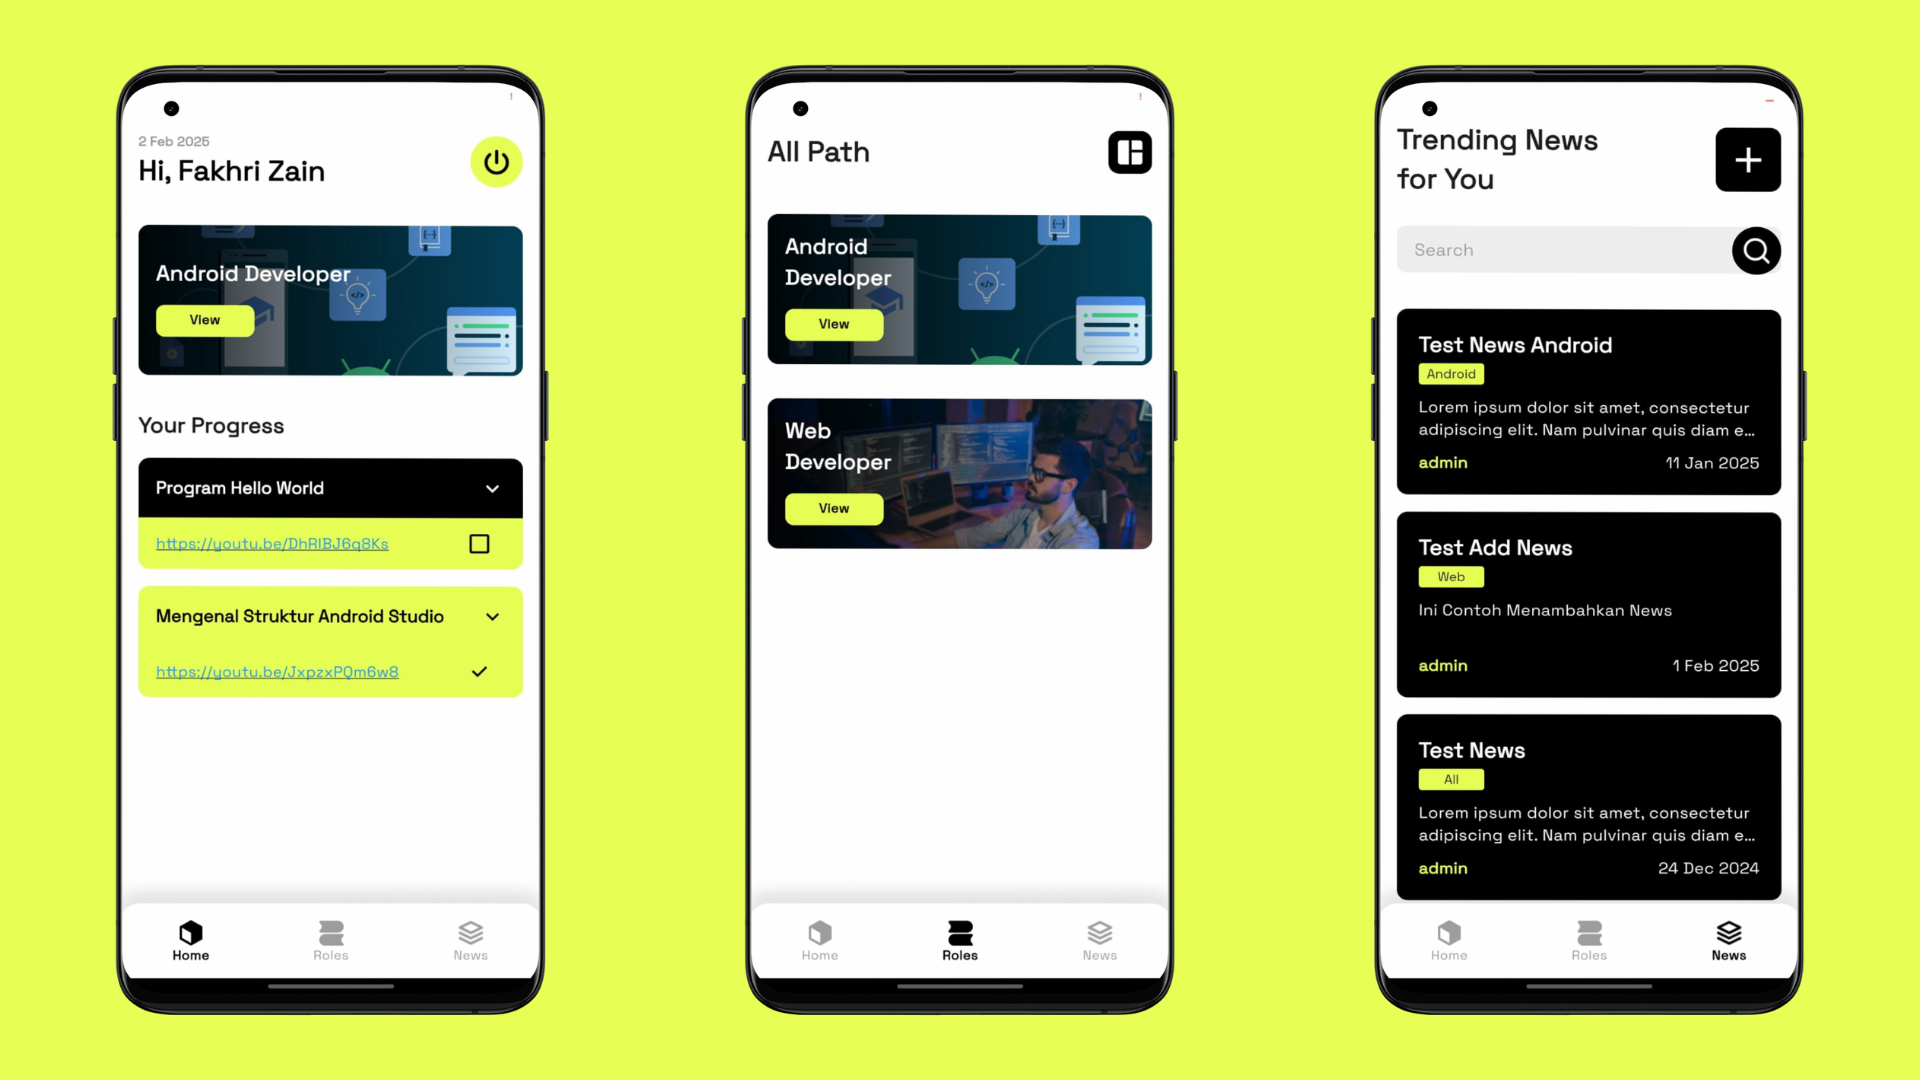 2 Feb 2025
Hi, Fakhri Zain
Android Developer
View
Your Progress
Program Hello World
https://youtu.be/DhRIBJ6q8Ks
Mengenal Struktur Android Studio
https://youtu.be/JxpzxPQm6w8
Home
Roles
News
All Path
Android
Developer
View
Web
Developer
View
Home
Roles
News
Trending News
for You
Search
Test News Android
Android
Lorem ipsum dolor sit amet, consectetur
adipiscing elit. Nam pulvinar quis diam e...
admin
11 Jan 2025
Test Add News
Web
Ini Contoh Menambahkan News
admin
1 Feb 2025
Test News
All
Lorem ipsum dolor sit amet, consectetur
adipiscing elit. Nam pulvinar quis diam e...
admin
24 Dec 2024
Home
Roles
News